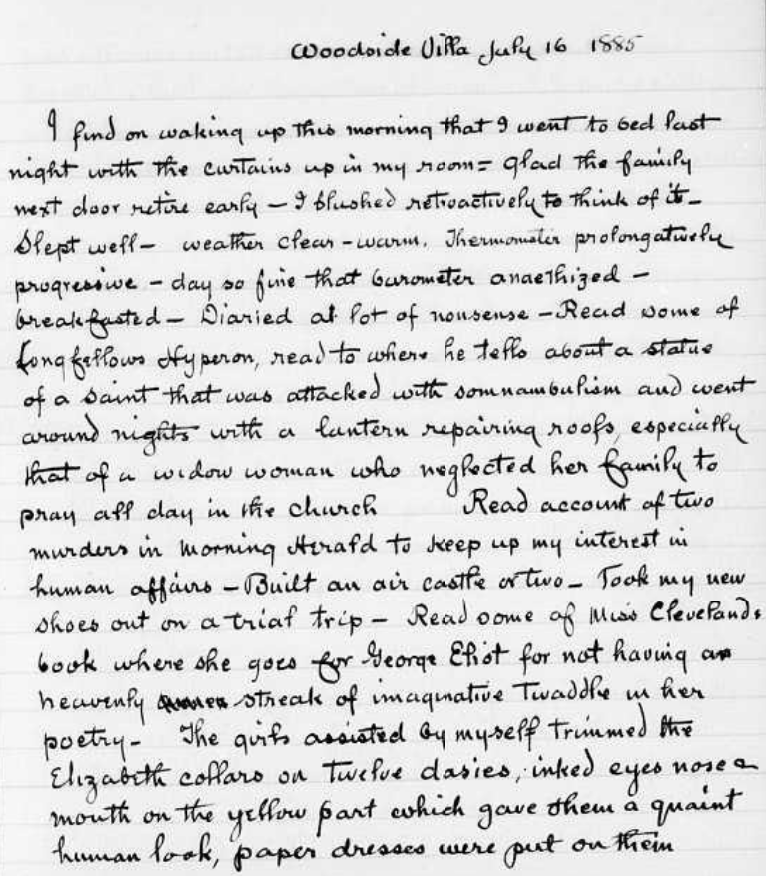 Woodside Villa July 16 1885
I find on waking up this morning that I went to bed last
night with the curtains up in my room= glad the family
next door retire early – I blushed retroactively to think of it–
Slept well– weather clear – warm. Thermometer prolongatively
progressive – day so fine that barometer anaethized –
breakfasted – Diaried at lot of nonsense – Read some of
Longfellows Hyperon, read to where he tells about a statue
of a saint that was attacked with somnambulism and went
around nights with a lantern repairing roofs, especially
that of a widow woman who neglected her family to
pray all day in the church Read account of two
murders in Morning Herald to keep up my interest in
human affairs – Built an air castle or two – Took my new
shoes out on a trial trip – Read some of Miss Clevelands
book where she goes for George Eliot for not having an
heavenly streak of imaginative twaddle in her
poetry – The girls assisted by myself trimmed the
Elizabeth collars on twelve dasies, inked eyes nose &
mouth on the yellow part which gave them a quaint
human look, paper dresses were put on them